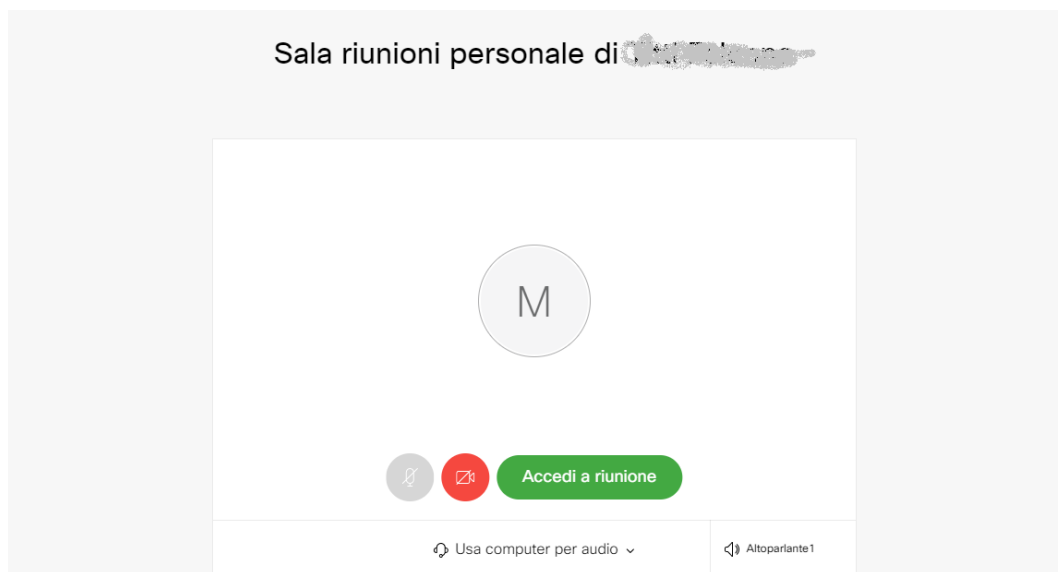 Sala riunioni personale di
M
Accedi a riunione
Usa computer per audio
Altoparlante1